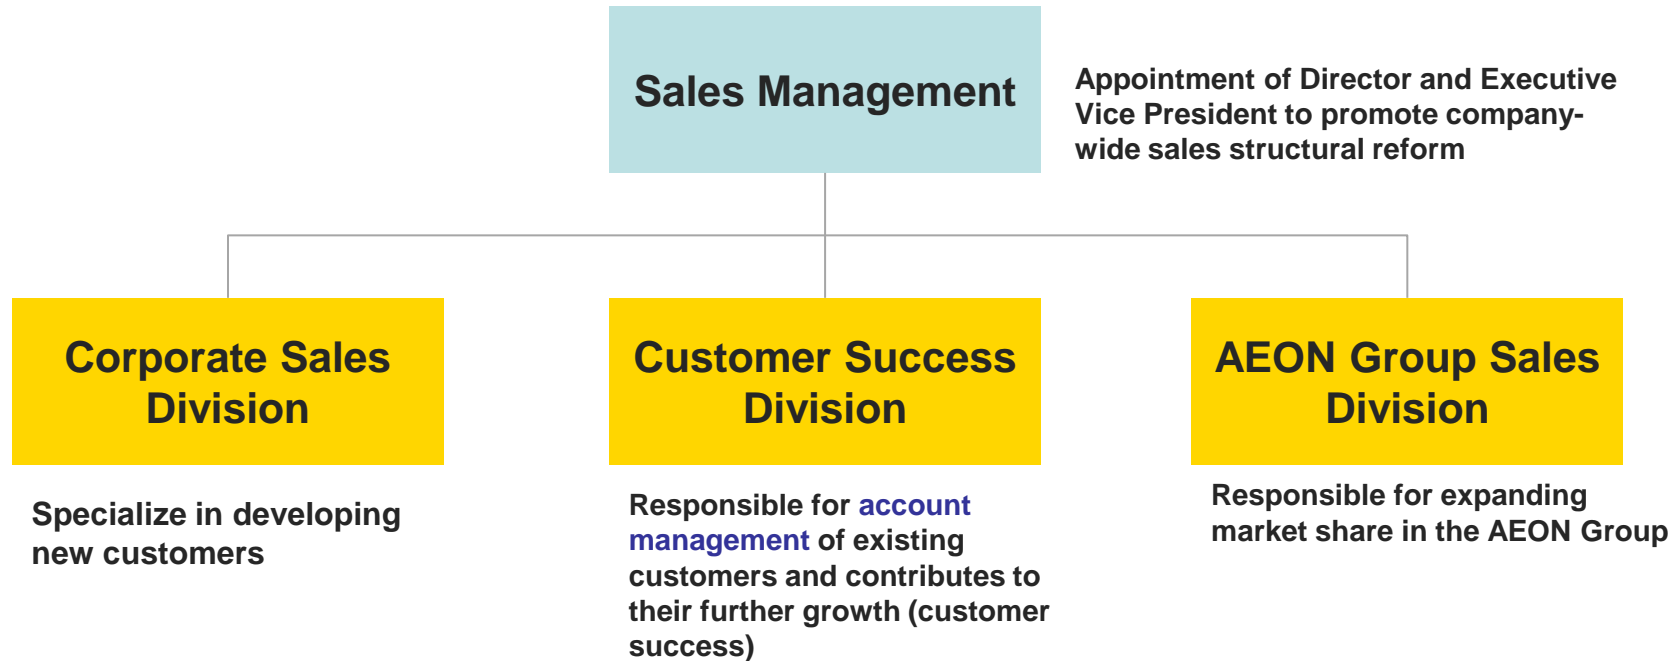 Sales Management
Appointment of Director and Executive
Vice President to promote company-
wide sales structural reform
Corporate Sales
Division
Specialize in developing
new customers
Customer Success
Division
Responsible for account
management of existing
customers and contributes to
their further growth (customer
success)
AEON Group Sales
Division
Responsible for expanding
market share in the AEON Group